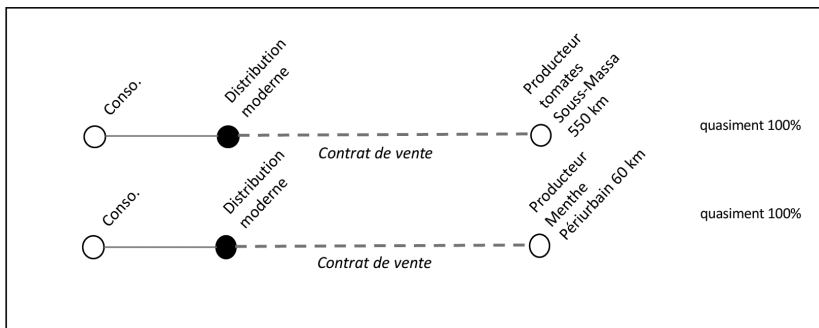 Conso.
Distribution
moderne
Producteur
tomates
Souss-Massa
550 km
quasiment 100%
Contrat de vente
Conso.
Distribution
moderne
Producteur
Menthe
Périurbain 60 km
quasiment 100%
Contrat de vente